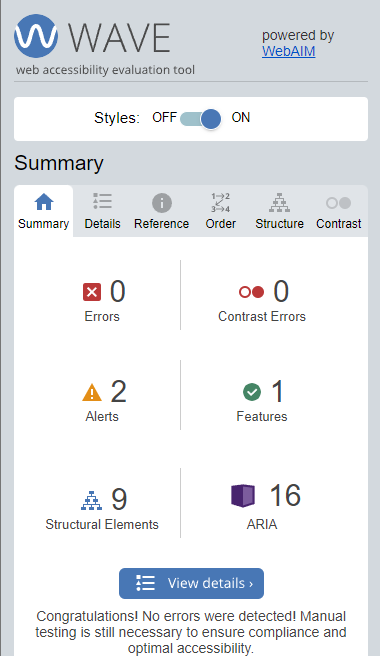 WAVE
web accessibility evaluation tool
powered by
WebAIM
Styles: OFF ON
Summary
Summary Details Reference Order Structure Contrast
0 0
Errors Contrast Errors
2 1
Alerts Features
9 16
Structural Elements ARIA
View details ›
Congratulations! No errors were detected! Manual
testing is still necessary to ensure compliance and
optimal accessibility.